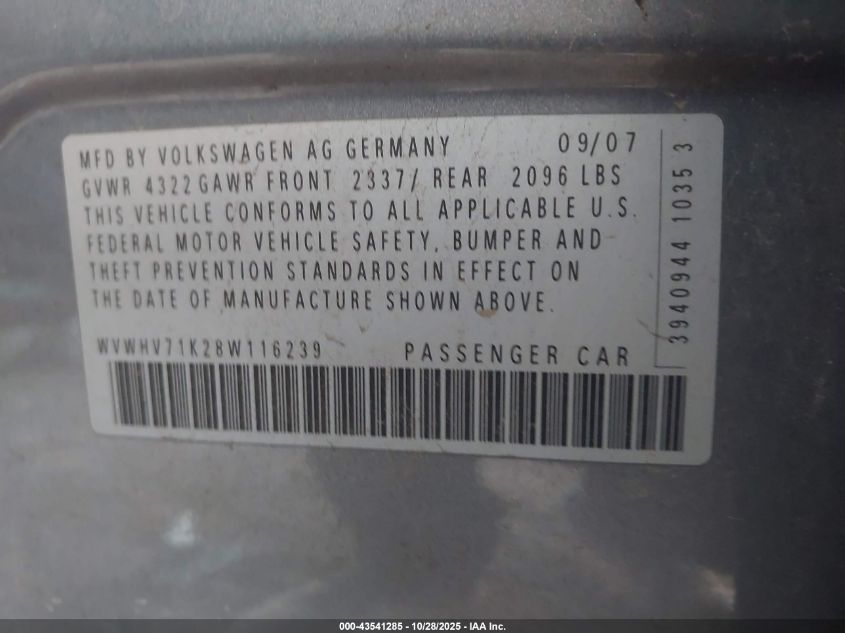 MFD BY VOLKSWAGEN AG GERMANY 09/07
GVWR 4322 GAWR FRONT 2337/ REAR 2096 LBS
THIS VEHICLE CONFORMS TO ALL APPLICABLE U.S.
FEDERAL MOTOR VEHICLE SAFETY, BUMPER AND
THEFT PREVENTION STANDARDS IN EFFECT ON
THE DATE OF MANUFACTURE SHOWN ABOVE.
WVWHV71K28W116239 PASSENGER CAR
3940944 1035 3
000-43541285 - 10/28/2025 - IAA Inc.